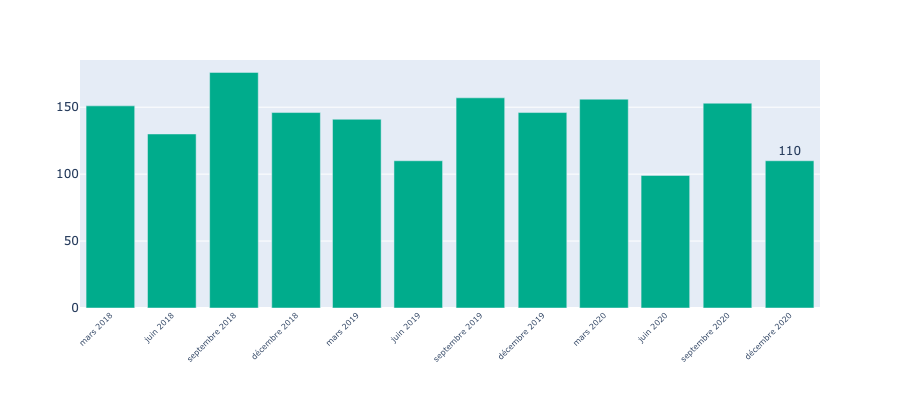 150
100
50
0
110
mars 2018
juin 2018
septembre 2018
décembre 2018
mars 2019
juin 2019
septembre 2019
décembre 2019
mars 2020
juin 2020
septembre 2020
décembre 2020